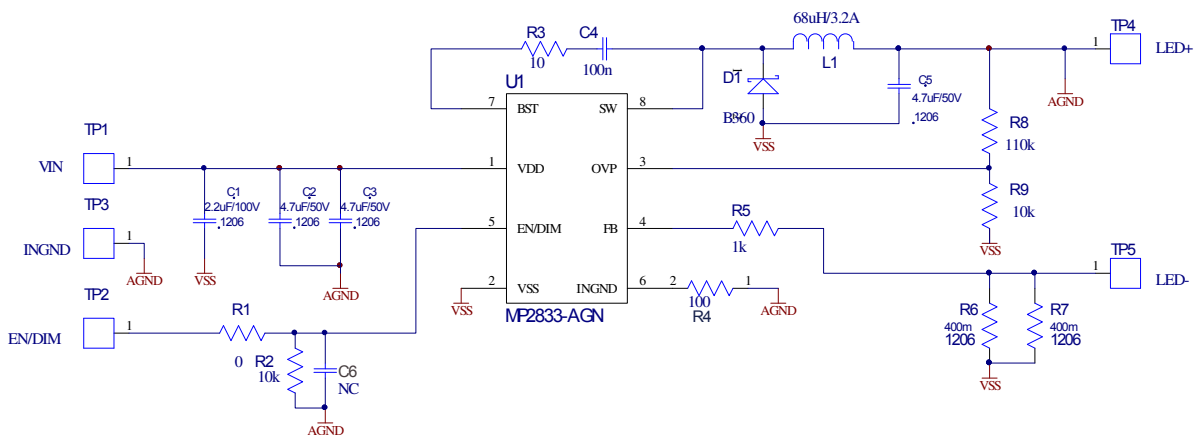 68uH/3.2A
L1
R3
10
C4
100n
TP4
1
LED+
AGND
D1
B360
VSS
C5
4.7uF/50V
.1206
R8
110k
R9
10k
VSS
U1
7
BST
SW
8
1
VDD
OVP
3
5
EN/DIM
FB
4
2
VSS
INGND
6
MP2833-AGN
VSS
TP1
VIN
1
C1
2.2uF/100V
.1206
VSS
C2
4.7uF/50V
.1206
C3
4.7uF/50V
.1206
AGND
TP3
INGND
1
AGND
TP2
EN/DIM
1
R1
0
R2
10k
C6
NC
AGND
R5
1k
2
100
R4
1
AGND
TP5
1
LED-
R6
400m
1206
R7
400m
1206
VSS